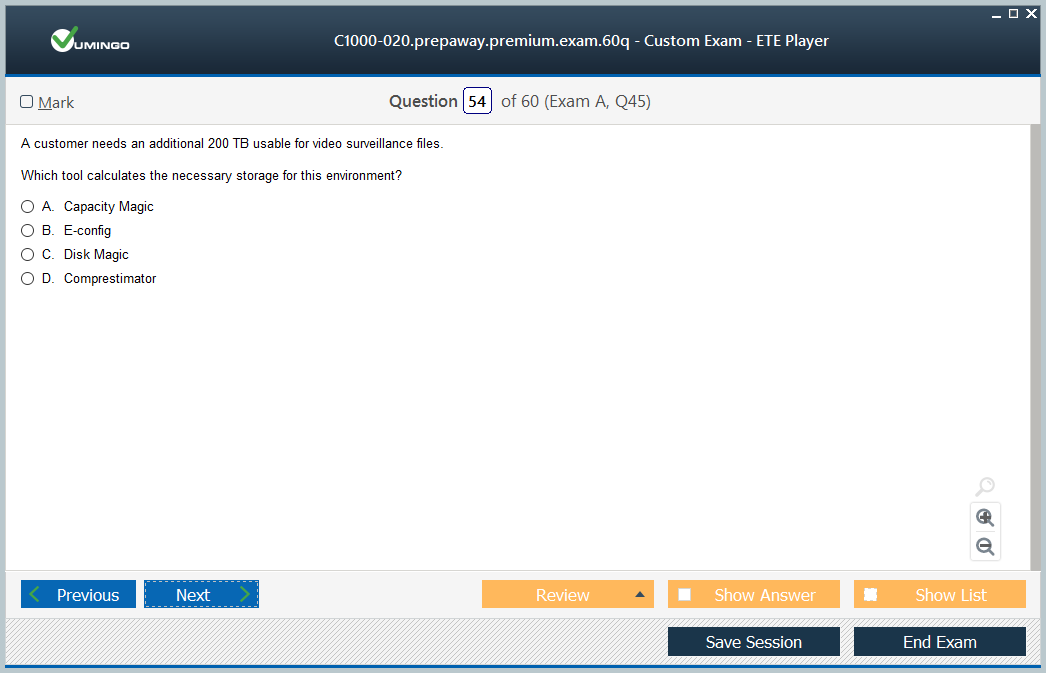 VUMINGO
C1000-020.prepaway.premium.exam.60q - Custom Exam - ETE Player
Mark
Question 54 of 60 (Exam A, Q45)
A customer needs an additional 200 TB usable for video surveillance files.
Which tool calculates the necessary storage for this environment?
A. Capacity Magic
B. E-config
C. Disk Magic
D. Comprestimator
Previous
Next
Review
Show Answer
Show List
Save Session
End Exam